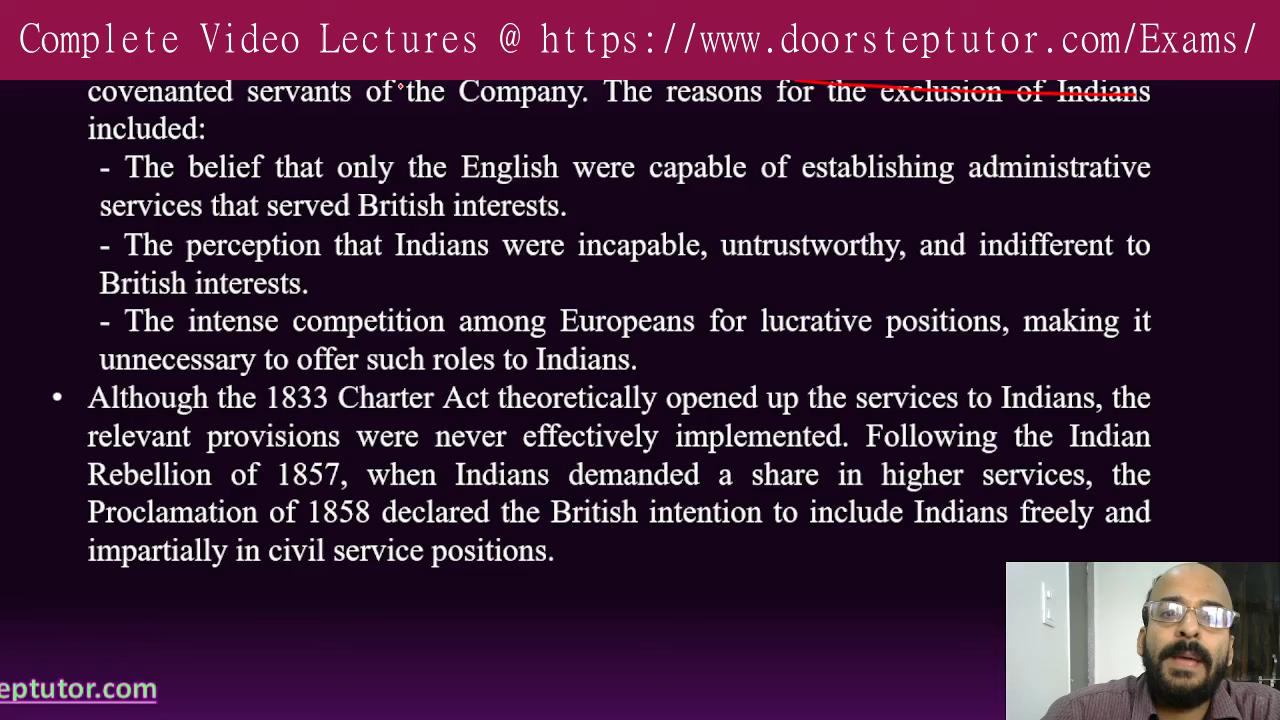 Complete Video Lectures @ https://www.doorsteptutor.com/Exams/
covenanted servants of the Company. The reasons for the exclusion of Indians
included:
- The belief that only the English were capable of establishing administrative
services that served British interests.
- The perception that Indians were incapable, untrustworthy, and indifferent to
British interests.
- The intense competition among Europeans for lucrative positions, making it
unnecessary to offer such roles to Indians.
• Although the 1833 Charter Act theoretically opened up the services to Indians, the
relevant provisions were never effectively implemented. Following the Indian
Rebellion of 1857, when Indians demanded a share in higher services, the
Proclamation of 1858 declared the British intention to include Indians freely and
impartially in civil service positions.
eptutor.com